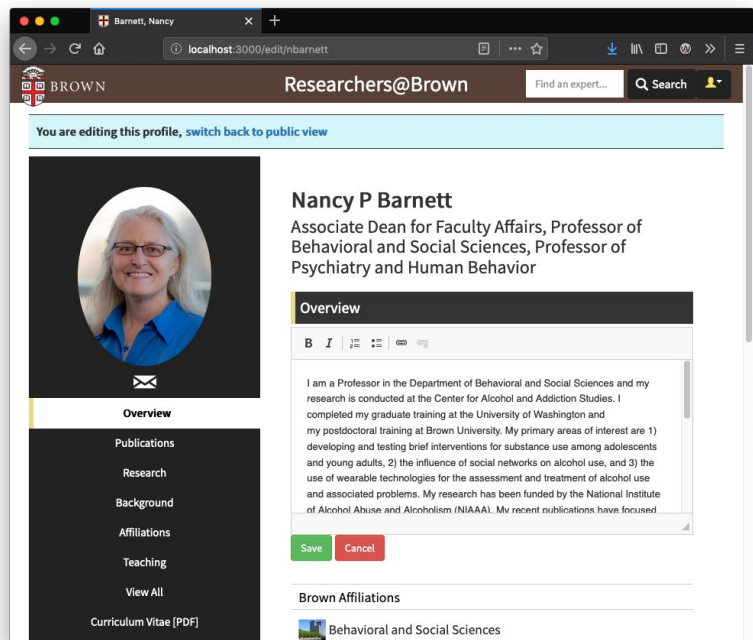 Barnett, Nancy
localhost:3000/edit/nbarnett
BROWN
Researchers@Brown
Find an expert...
Search
You are editing this profile, switch back to public view
Nancy P Barnett
Associate Dean for Faculty Affairs, Professor of
Behavioral and Social Sciences, Professor of
Psychiatry and Human Behavior
Overview
B I
I am a Professor in the Department of Behavioral and Social Sciences and my
research is conducted at the Center for Alcohol and Addiction Studies. I
completed my graduate training at the University of Washington and
my postdoctoral training at Brown University. My primary areas of interest are 1)
developing and testing brief interventions for substance use among adolescents
and young adults, 2) the influence of social networks on alcohol use, and 3) the
use of wearable technologies for the assessment and treatment of alcohol use
and associated problems. My research has been funded by the National Institute
of Alcohol Abuse and Alcoholism (NIAAA). My recent publications have focused
Save
Cancel
Overview
Publications
Research
Background
Affiliations
Teaching
View All
Curriculum Vitae [PDF]
Brown Affiliations
Behavioral and Social Sciences